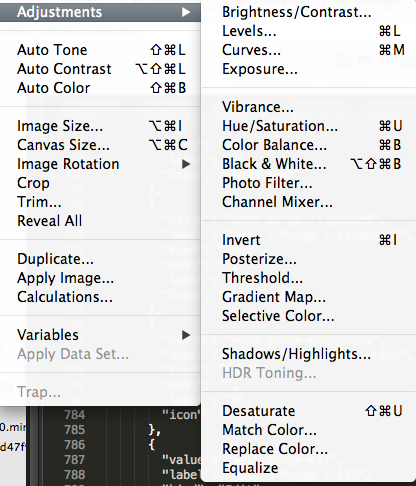 Adjustments
Auto Tone ⇧⌘L
Auto Contrast ⌥⇧⌘L
Auto Color ⇧⌘B
Image Size... ⌥⌘I
Canvas Size... ⌥⌘C
Image Rotation
Crop
Trim...
Reveal All
Duplicate...
Apply Image...
Calculations...
Variables
Apply Data Set...
Trap...
Brightness/Contrast...
Levels... ⌘L
Curves... ⌘M
Exposure...
Vibrance...
Hue/Saturation... ⌘U
Color Balance... ⌘B
Black & White... ⌥⇧⌘B
Photo Filter...
Channel Mixer...
Invert ⌘I
Posterize...
Threshold...
Gradient Map...
Selective Color...
Shadows/Highlights...
HDR Toning...
Desaturate ⇧⌘U
Match Color...
Replace Color...
Equalize
0.mir
d47f
784 "icon"
785 },
786 {
787 "value
788 "label